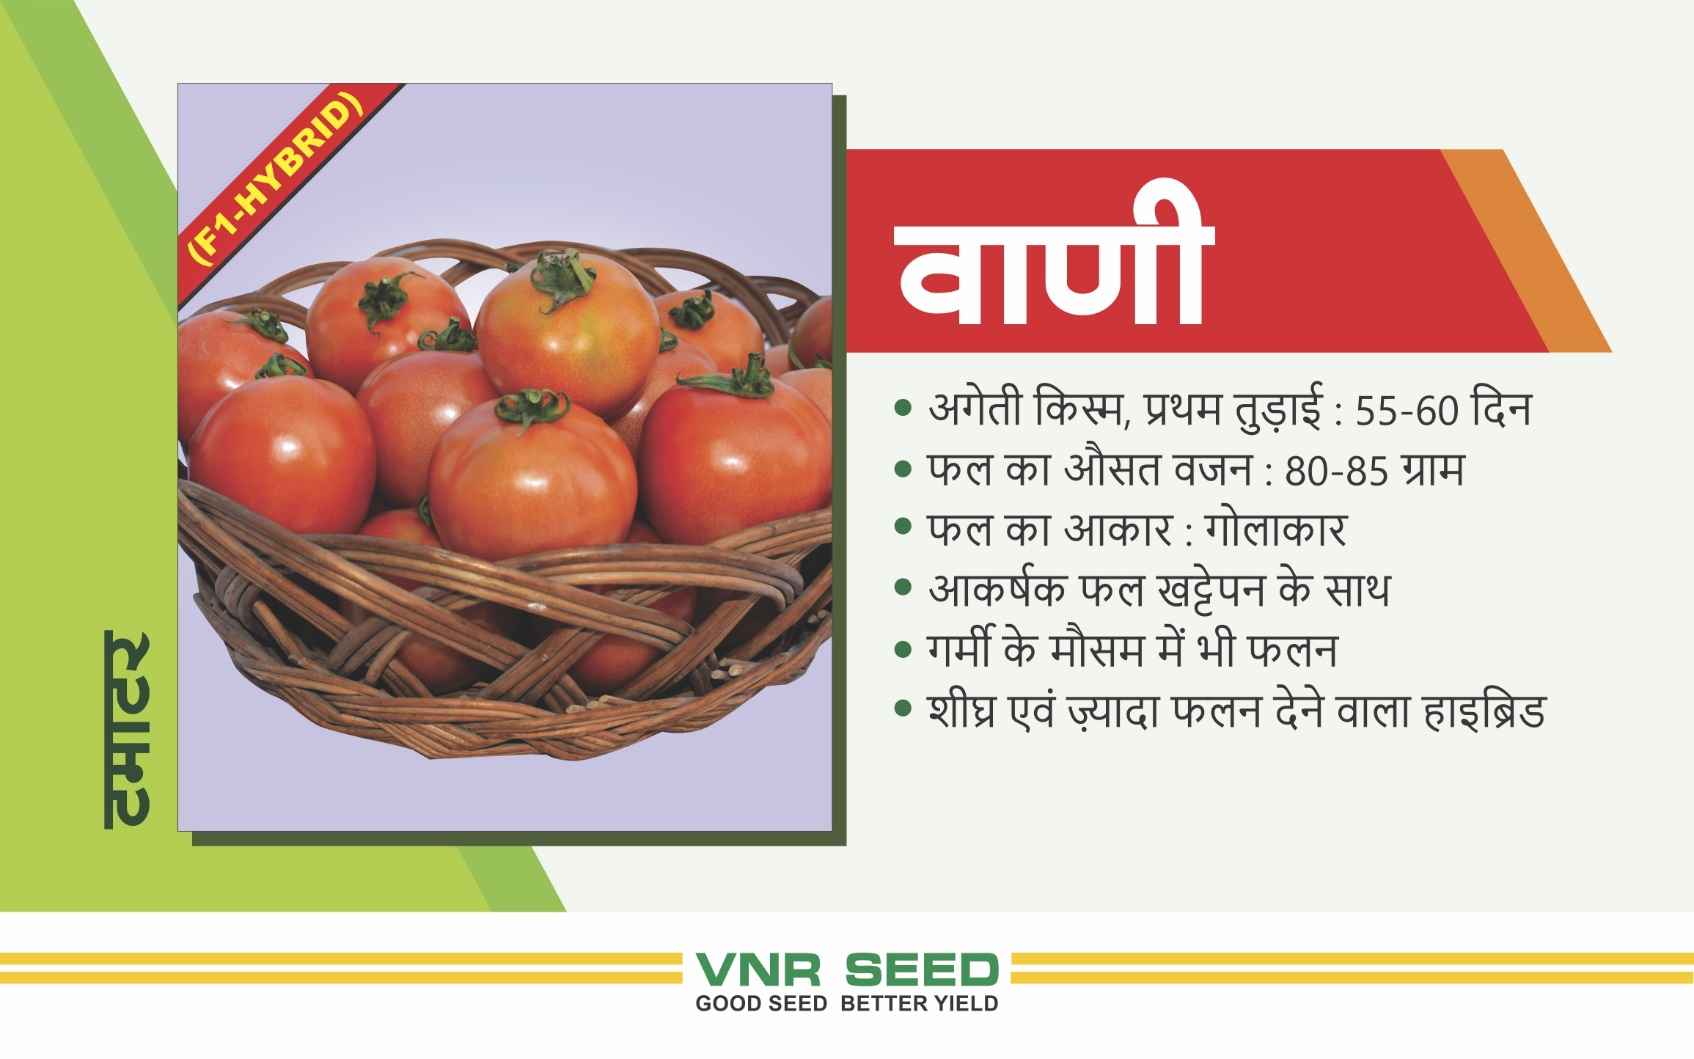 (F1-HYBRID)
वाणी
अगेती किस्म, प्रथम तुड़ाई : 55-60 दिन
फल का औसत वजन : 80-85 ग्राम
फल का आकार : गोलाकार
आकर्षक फल खट्टेपन के साथ
गर्मी के मौसम में भी फलन
शीघ्र एवं ज़्यादा फलन देने वाला हाइब्रिड
टमाटर
VNR SEED
GOOD SEED BETTER YIELD